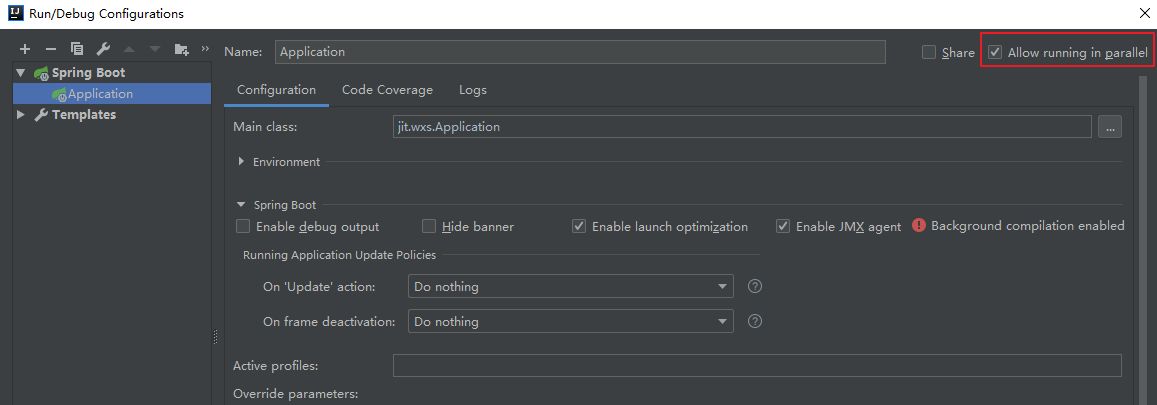 IJ Run/Debug Configurations
Name: Application Share Allow running in parallel
Spring Boot
Application
Templates
Configuration Code Coverage Logs
Main class: jit.wxs.Application ...
Environment
Spring Boot
Enable debug output Hide banner Enable launch optimization Enable JMX agent Background compilation enabled
Running Application Update Policies
On 'Update' action: Do nothing ?
On frame deactivation: Do nothing ?
Active profiles:
Override parameters: